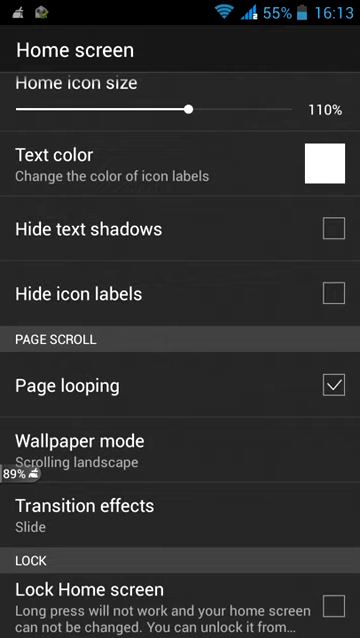 55% 16:13
Home screen
Home icon size
110%
Text color
Change the color of icon labels
Hide text shadows
Hide icon labels
PAGE SCROLL
Page looping
Wallpaper mode
Scrolling landscape
89%
Transition effects
Slide
LOCK
Lock Home screen
Long press will not work and your home screen
can not be changed. You can unlock it from...